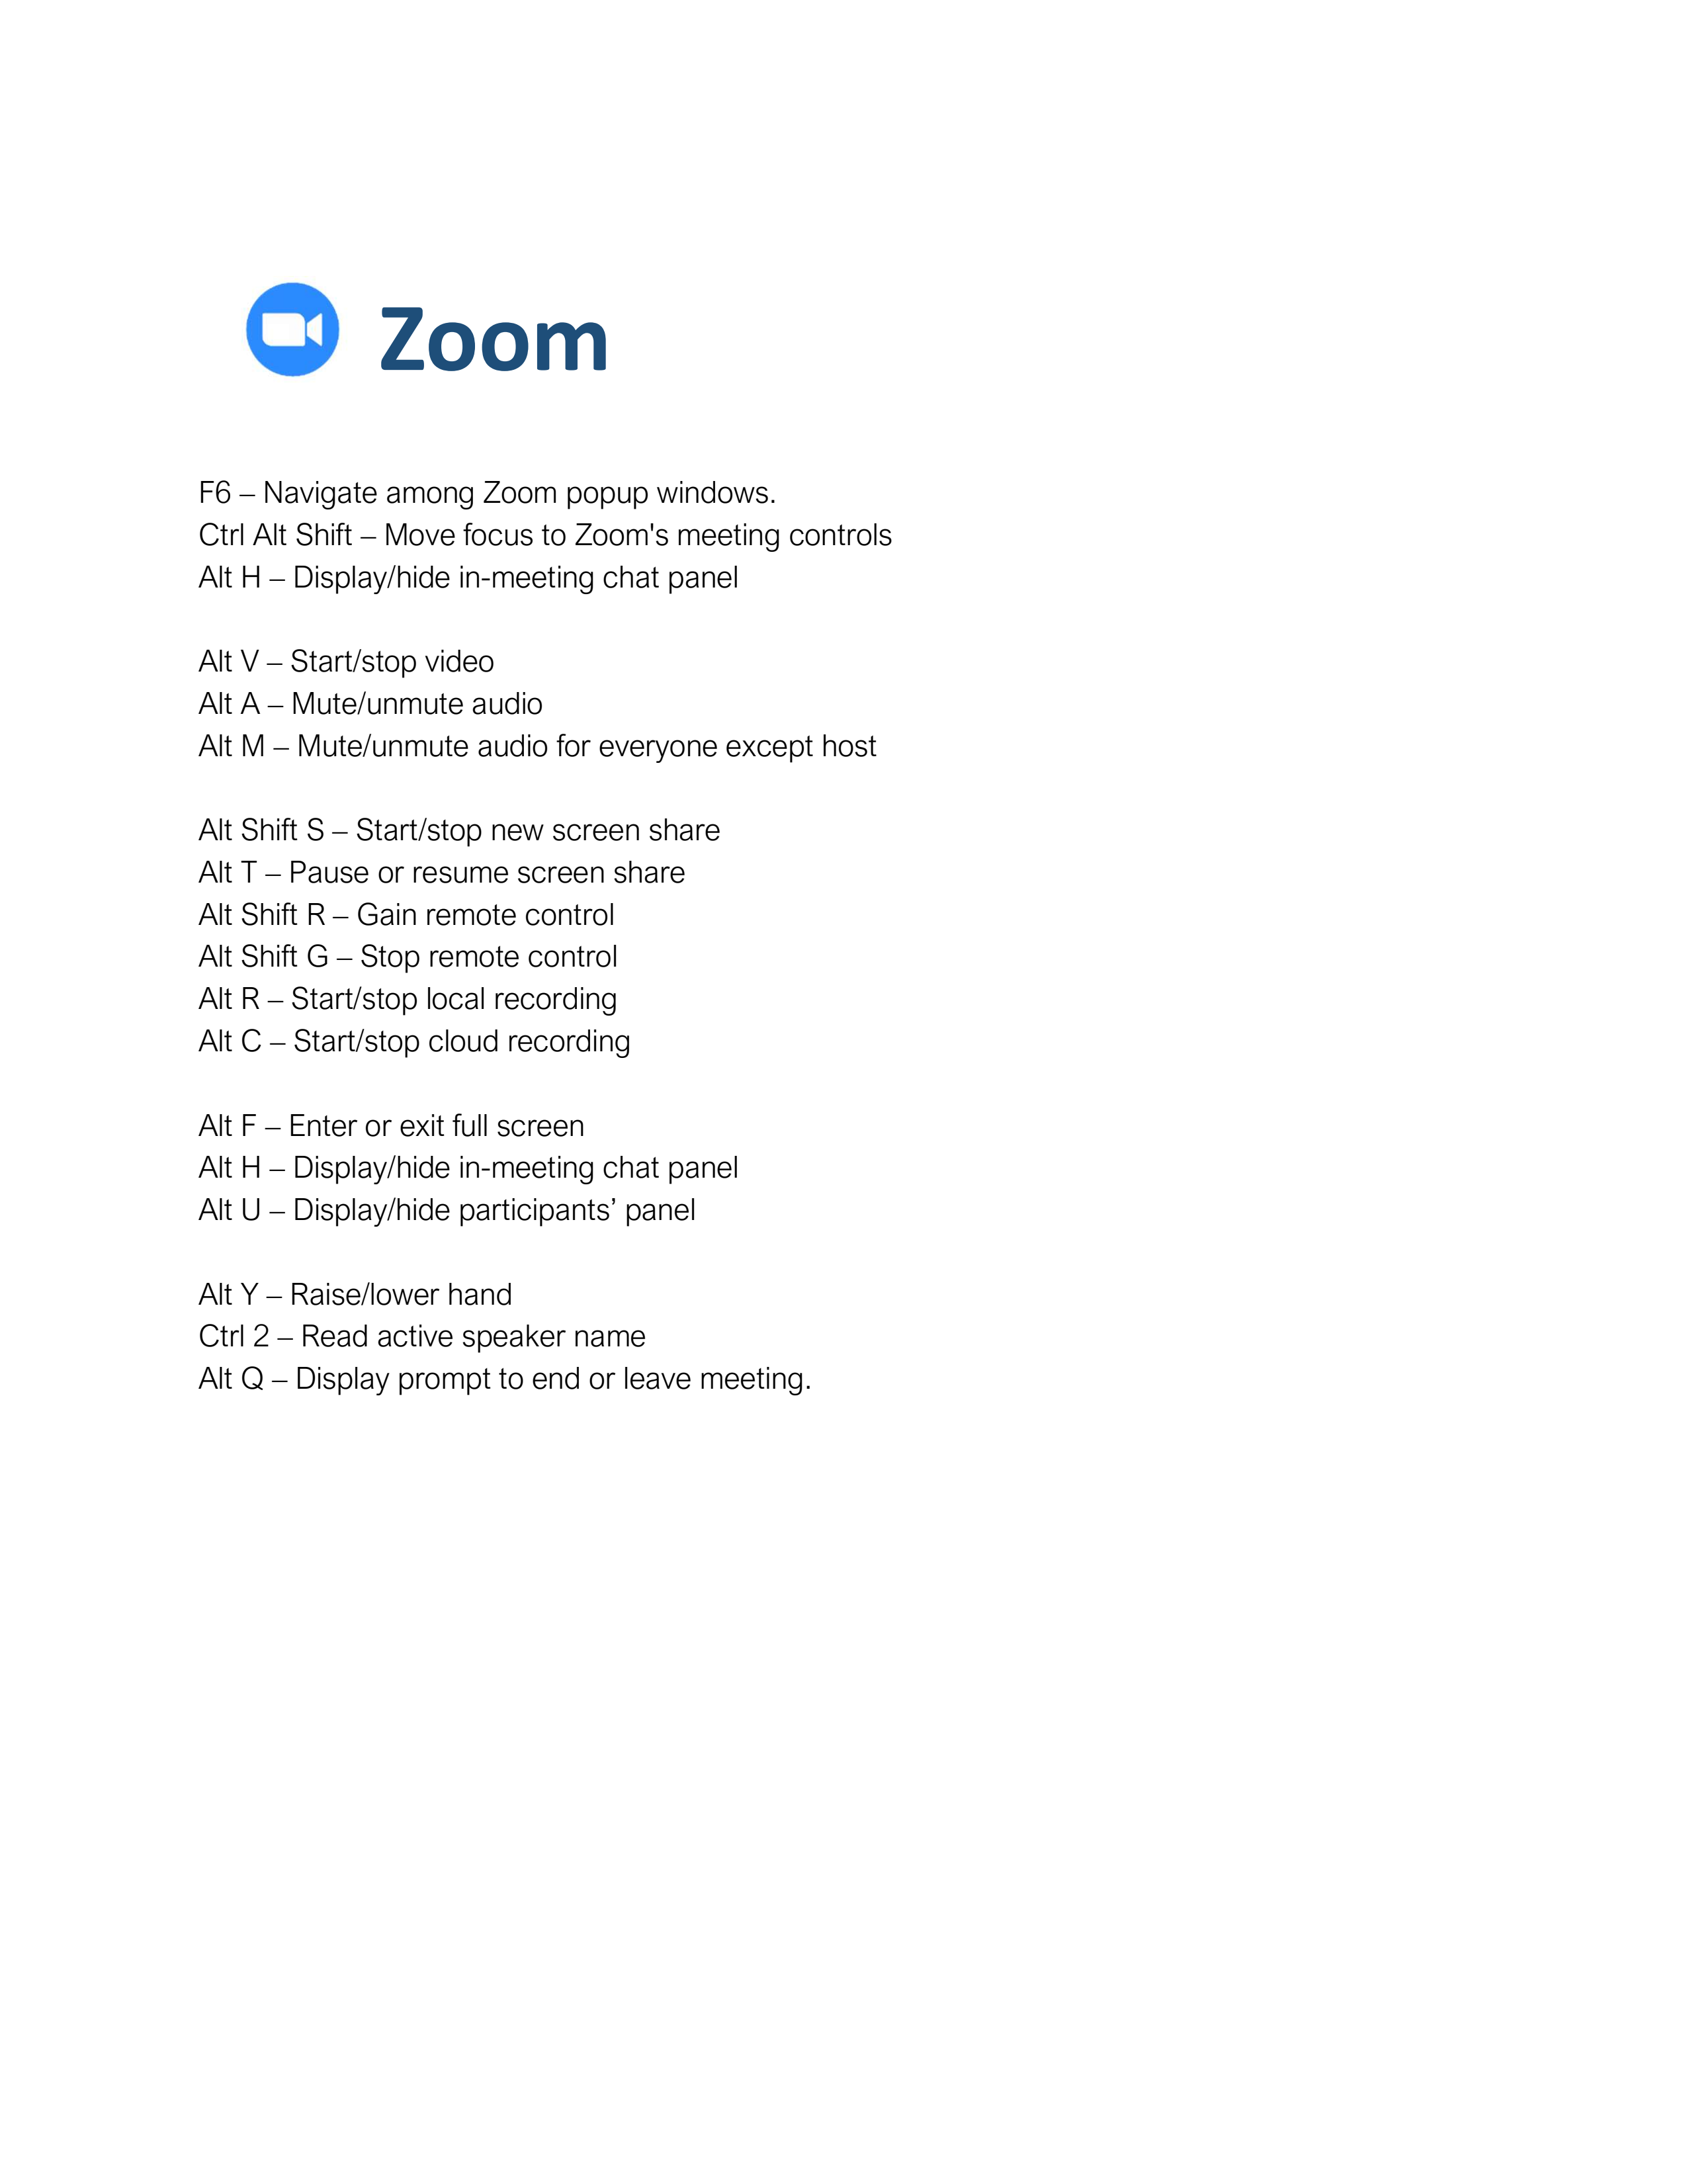 Zoom
F6 – Navigate among Zoom popup windows.
Ctrl Alt Shift – Move focus to Zoom's meeting controls
Alt H – Display/hide in-meeting chat panel
Alt V – Start/stop video
Alt A – Mute/unmute audio
Alt M – Mute/unmute audio for everyone except host
Alt Shift S – Start/stop new screen share
Alt T – Pause or resume screen share
Alt Shift R – Gain remote control
Alt Shift G – Stop remote control
Alt R – Start/stop local recording
Alt C – Start/stop cloud recording
Alt F – Enter or exit full screen
Alt H – Display/hide in-meeting chat panel
Alt U – Display/hide participants’ panel
Alt Y – Raise/lower hand
Ctrl 2 – Read active speaker name
Alt Q – Display prompt to end or leave meeting.